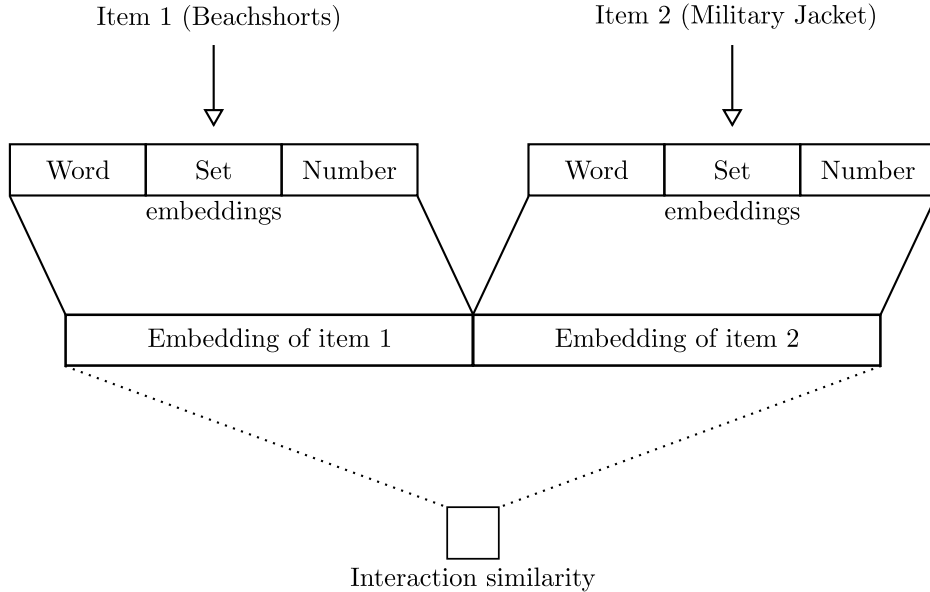 Item 1 (Beachshorts)
Item 2 (Military Jacket)
Word Set Number
Word Set Number
embeddings
embeddings
Embedding of item 1
Embedding of item 2
Interaction similarity